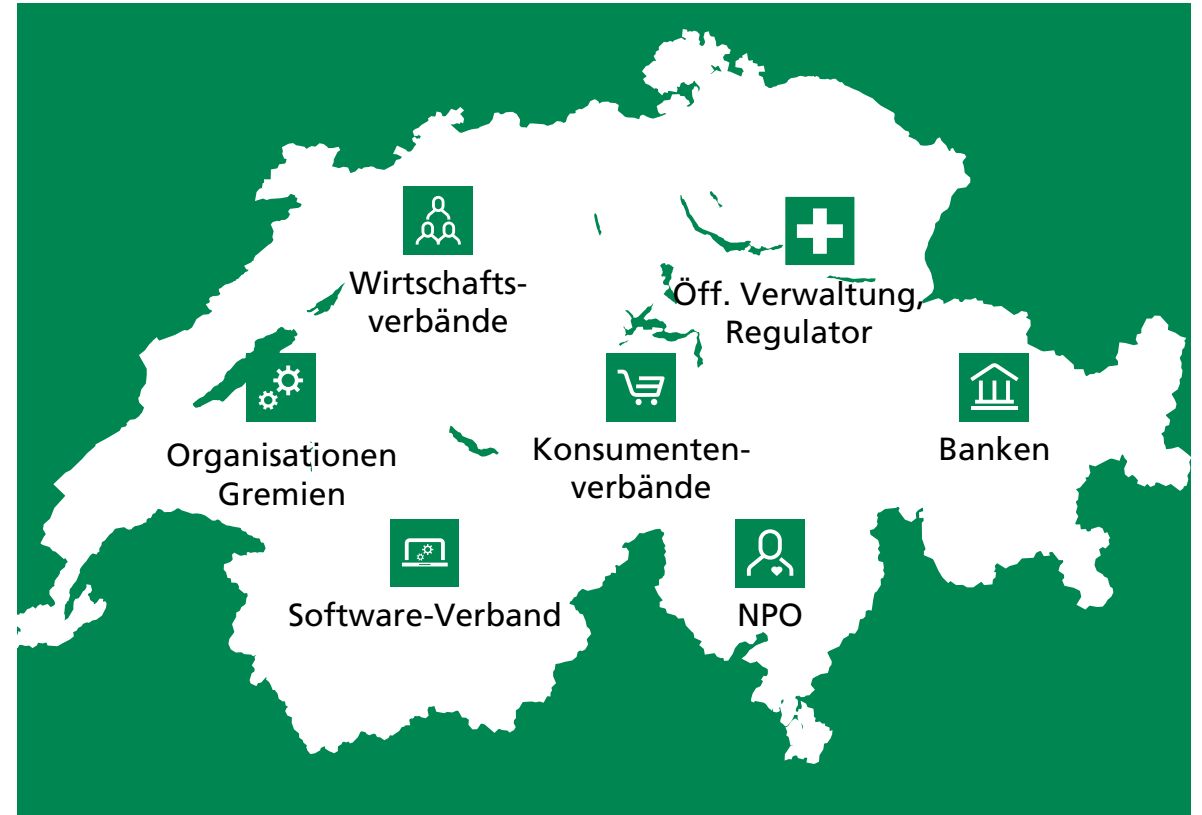 Wirtschafts-
verbände
Öff. Verwaltung,
Regulator
Organisationen
Gremien
Konsumenten-
verbände
Banken
Software-Verband
NPO